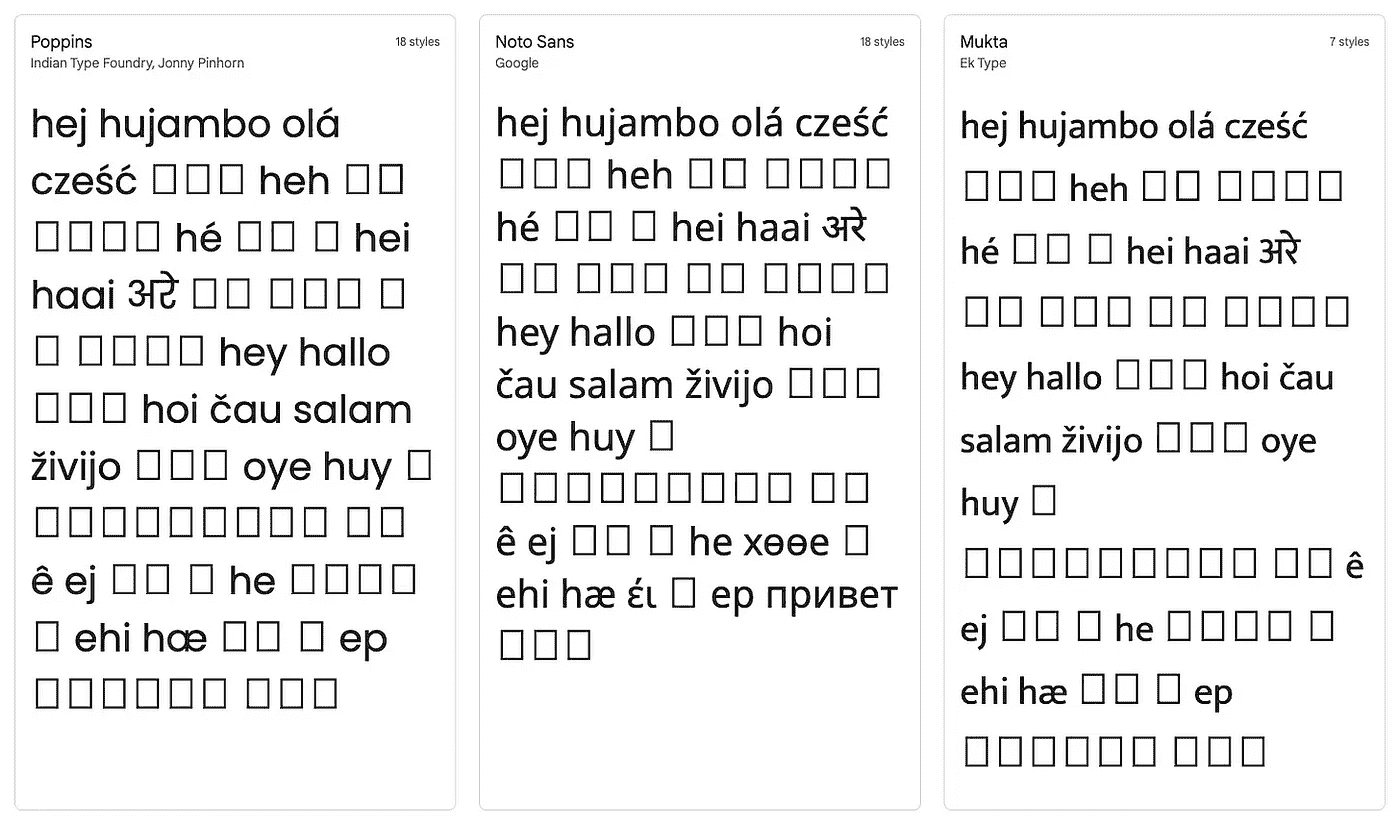 Poppins
18 styles
Indian Type Foundry, Jonny Pinhorn
hej hujambo olá
cześć □□□ heh □□
□□□□ hé □□ □ hei
haai अरे □□ □□□ □
□ □□□□ hey hallo
□□□ hoi čau salam
živijo □□□ oye huy □
□□□□□□□□□ □□
ê ej □□ □ he □□□□
□ ehi hæ □□ □ ep
□□□□□□ □□□
Noto Sans
18 styles
Google
hej hujambo olá cześć
□□□ heh □□ □□□□
hé □□ □ hei haai अरे
□□ □□□ □□ □□□□
hey hallo □□□ hoi
čau salam živijo □□□
oye huy □
□□□□□□□□□ □□
ê ej □□ □ he хөөе □
ehi hæ έι □ ер привет
□□□
Mukta
7 styles
Ek Type
hej hujambo olá cześć
□□□ heh □□ □□□□
hé □□ □ hei haai अरे
□□ □□□ □□ □□□□
hey hallo □□□ hoi čau
salam živijo □□□ oye
huy □
□□□□□□□□□ □□ ê
ej □□ □ he □□□□ □
ehi hæ □□ □ ep
□□□□□□ □□□